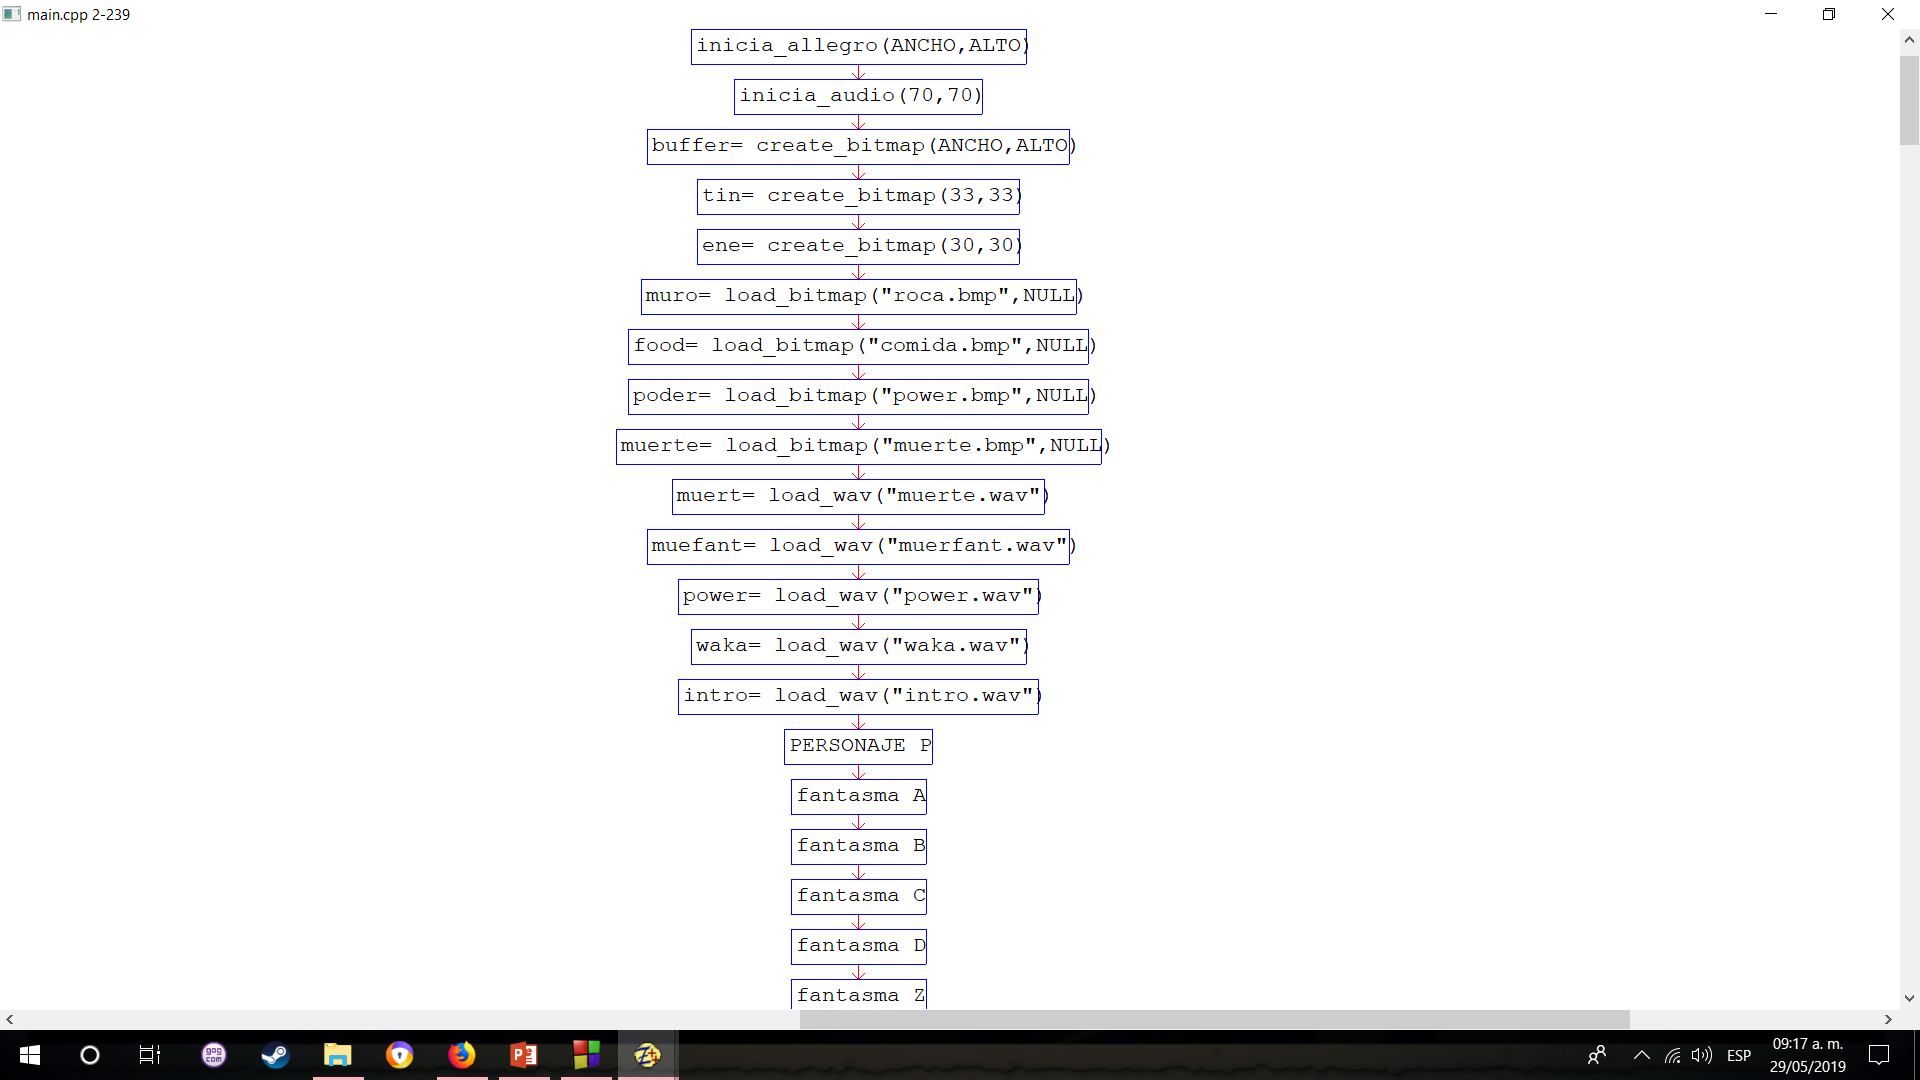 main.cpp 2-239
inicia_allegro(ANCHO,ALTO)
inicia_audio(70,70)
buffer= create_bitmap(ANCHO,ALTO)
tin= create_bitmap(33,33)
ene= create_bitmap(30,30)
muro= load_bitmap("roca.bmp",NULL)
food= load_bitmap("comida.bmp",NULL)
poder= load_bitmap("power.bmp",NULL)
muerte= load_bitmap("muerte.bmp",NULL)
muert= load_wav("muerte.wav")
muefant= load_wav("muerfant.wav")
power= load_wav("power.wav")
waka= load_wav("waka.wav")
intro= load_wav("intro.wav")
PERSONAJE P
fantasma A
fantasma B
fantasma C
fantasma D
fantasma Z
gog
com
ESP
09:17 a. m.
29/05/2019